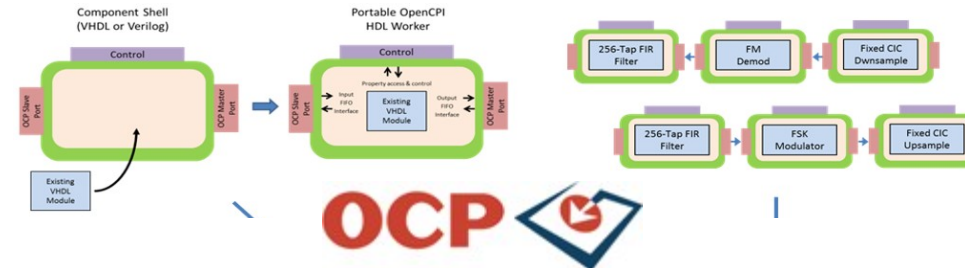 Component Shell
(VHDL or Verilog)
Control
OCP Slave
Port
OCP Master
Port
Existing
VHDL
Module
Portable OpenCPI
HDL Worker
Control
Property access & control
OCP Slave
Port
Input
FIFO
Interface
Existing
VHDL Module
Output
FIFO
Interface
OCP Master
Port
256-Tap FIR
Filter
FM
Demod
Fixed CIC
Dwnsample
256-Tap FIR
Filter
FSK
Modulator
Fixed CIC
Upsample
OCP